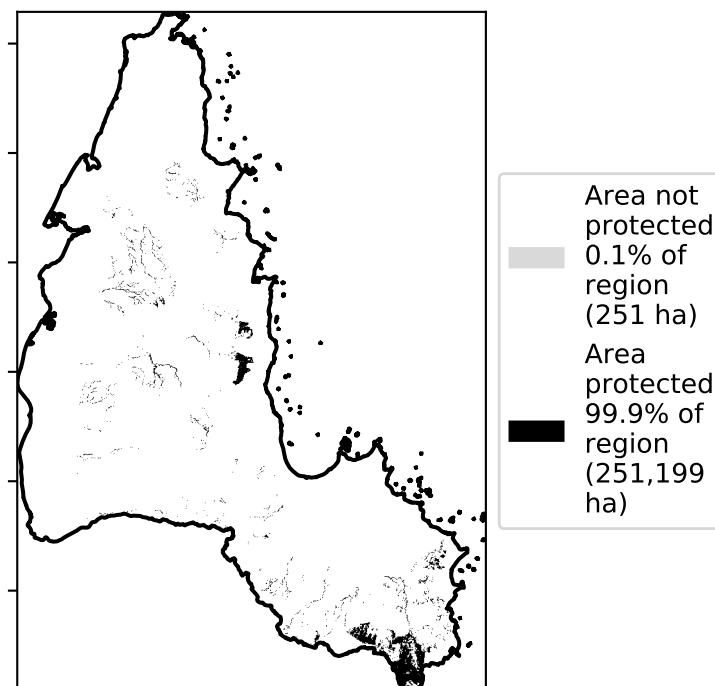 Area not
protected
0.1% of
region
(251 ha)
Area
protected
99.9% of
region
(251,199
ha)